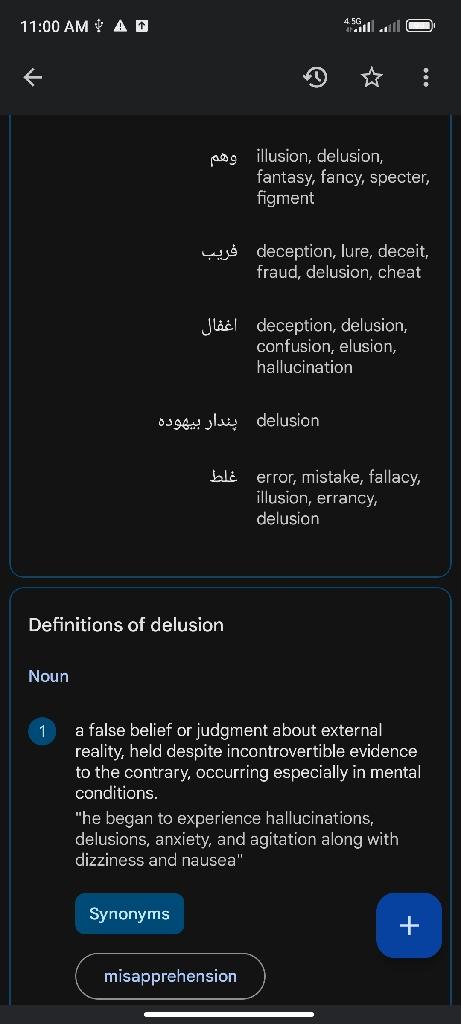 11:00 AM
4.5G
وهم
illusion, delusion,
fantasy, fancy, specter,
figment
فریب
deception, lure, deceit,
fraud, delusion, cheat
اغفال
deception, delusion,
confusion, elusion,
hallucination
پندار بیهوده
delusion
غلط
error, mistake, fallacy,
illusion, errancy,
delusion
Definitions of delusion
Noun
1
a false belief or judgment about external
reality, held despite incontrovertible evidence
to the contrary, occurring especially in mental
conditions.
"he began to experience hallucinations,
delusions, anxiety, and agitation along with
dizziness and nausea"
Synonyms
misapprehension